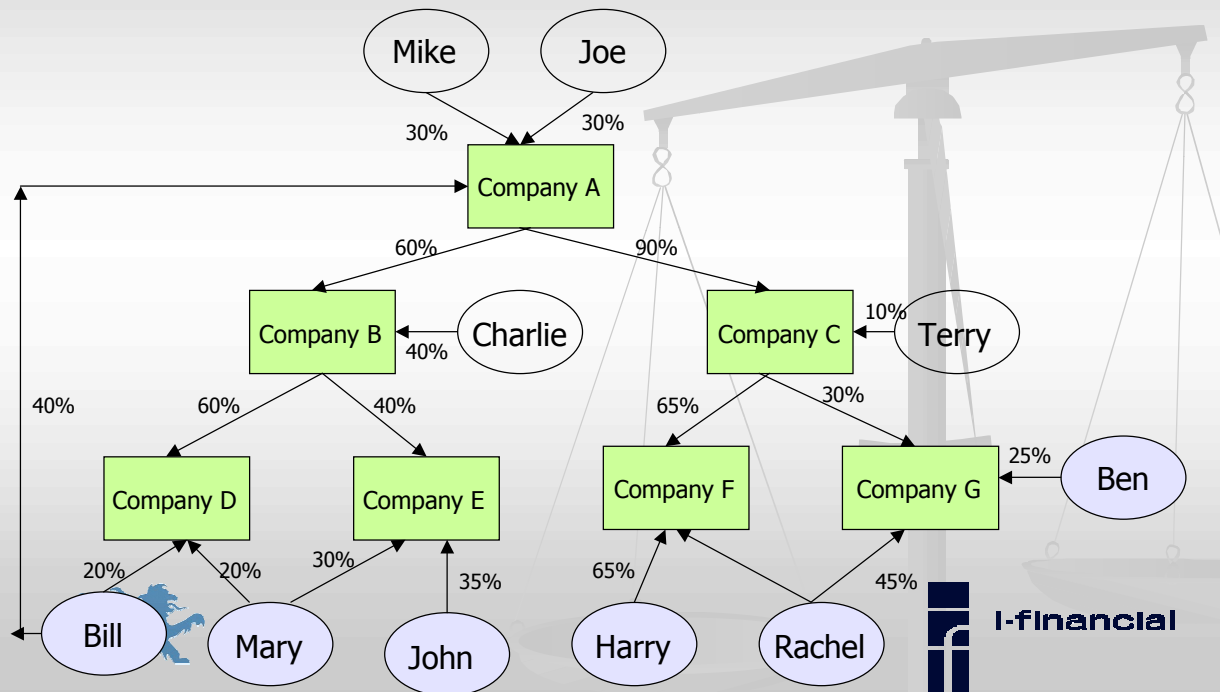 Mike
Joe
30%
30%
Company A
60%
90%
Company B
Charlie
40%
Company C
10%
Terry
40%
60%
40%
65%
30%
Company D
Company E
Company F
Company G
25%
Ben
20%
20%
30%
35%
65%
45%
Bill
Mary
John
Harry
Rachel
I-financial